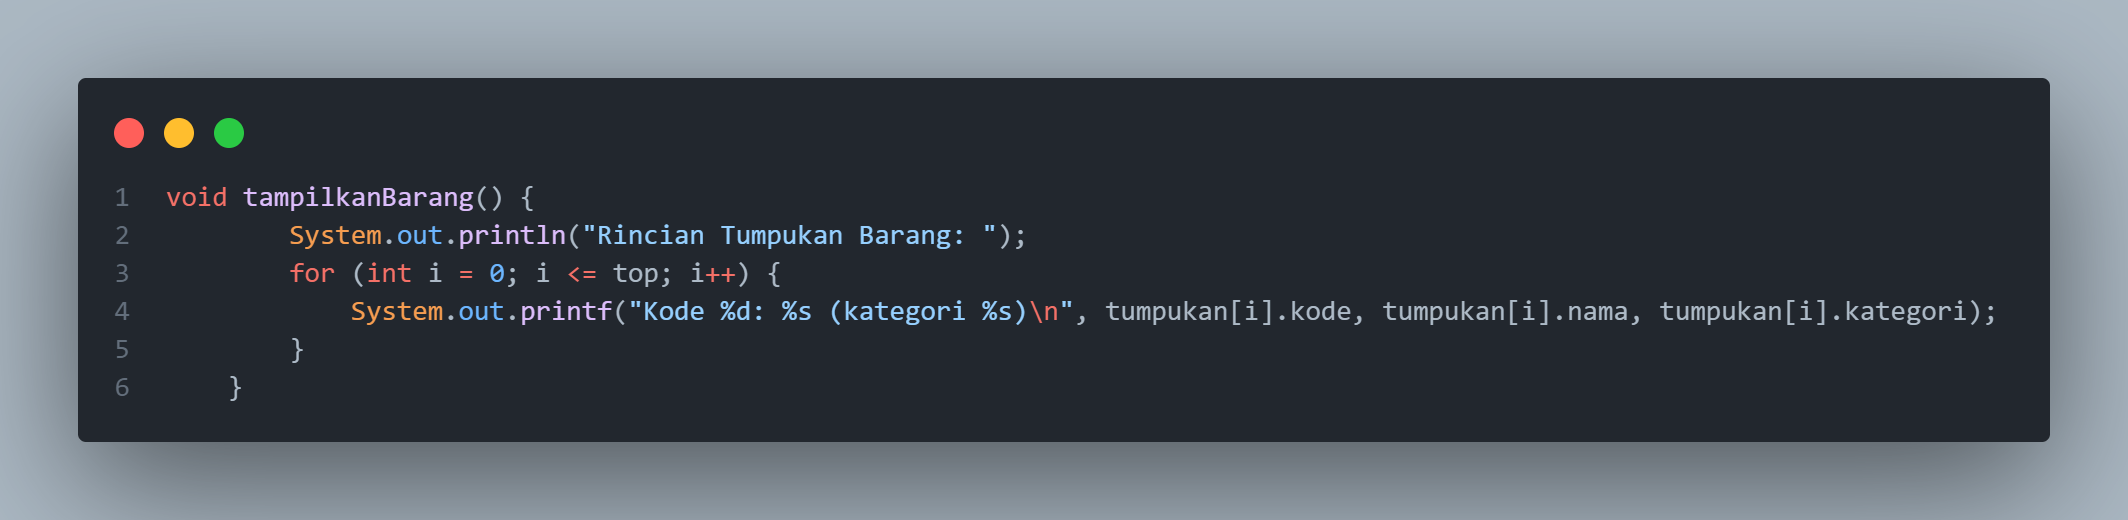 1 void tampilkanBarang() {
2         System.out.println("Rincian Tumpukan Barang: ");
3         for (int i = 0; i <= top; i++) {
4             System.out.printf("Kode %d: %s (kategori %s)\n", tumpukan[i].kode, tumpukan[i].nama, tumpukan[i].kategori);
5         }
6     }